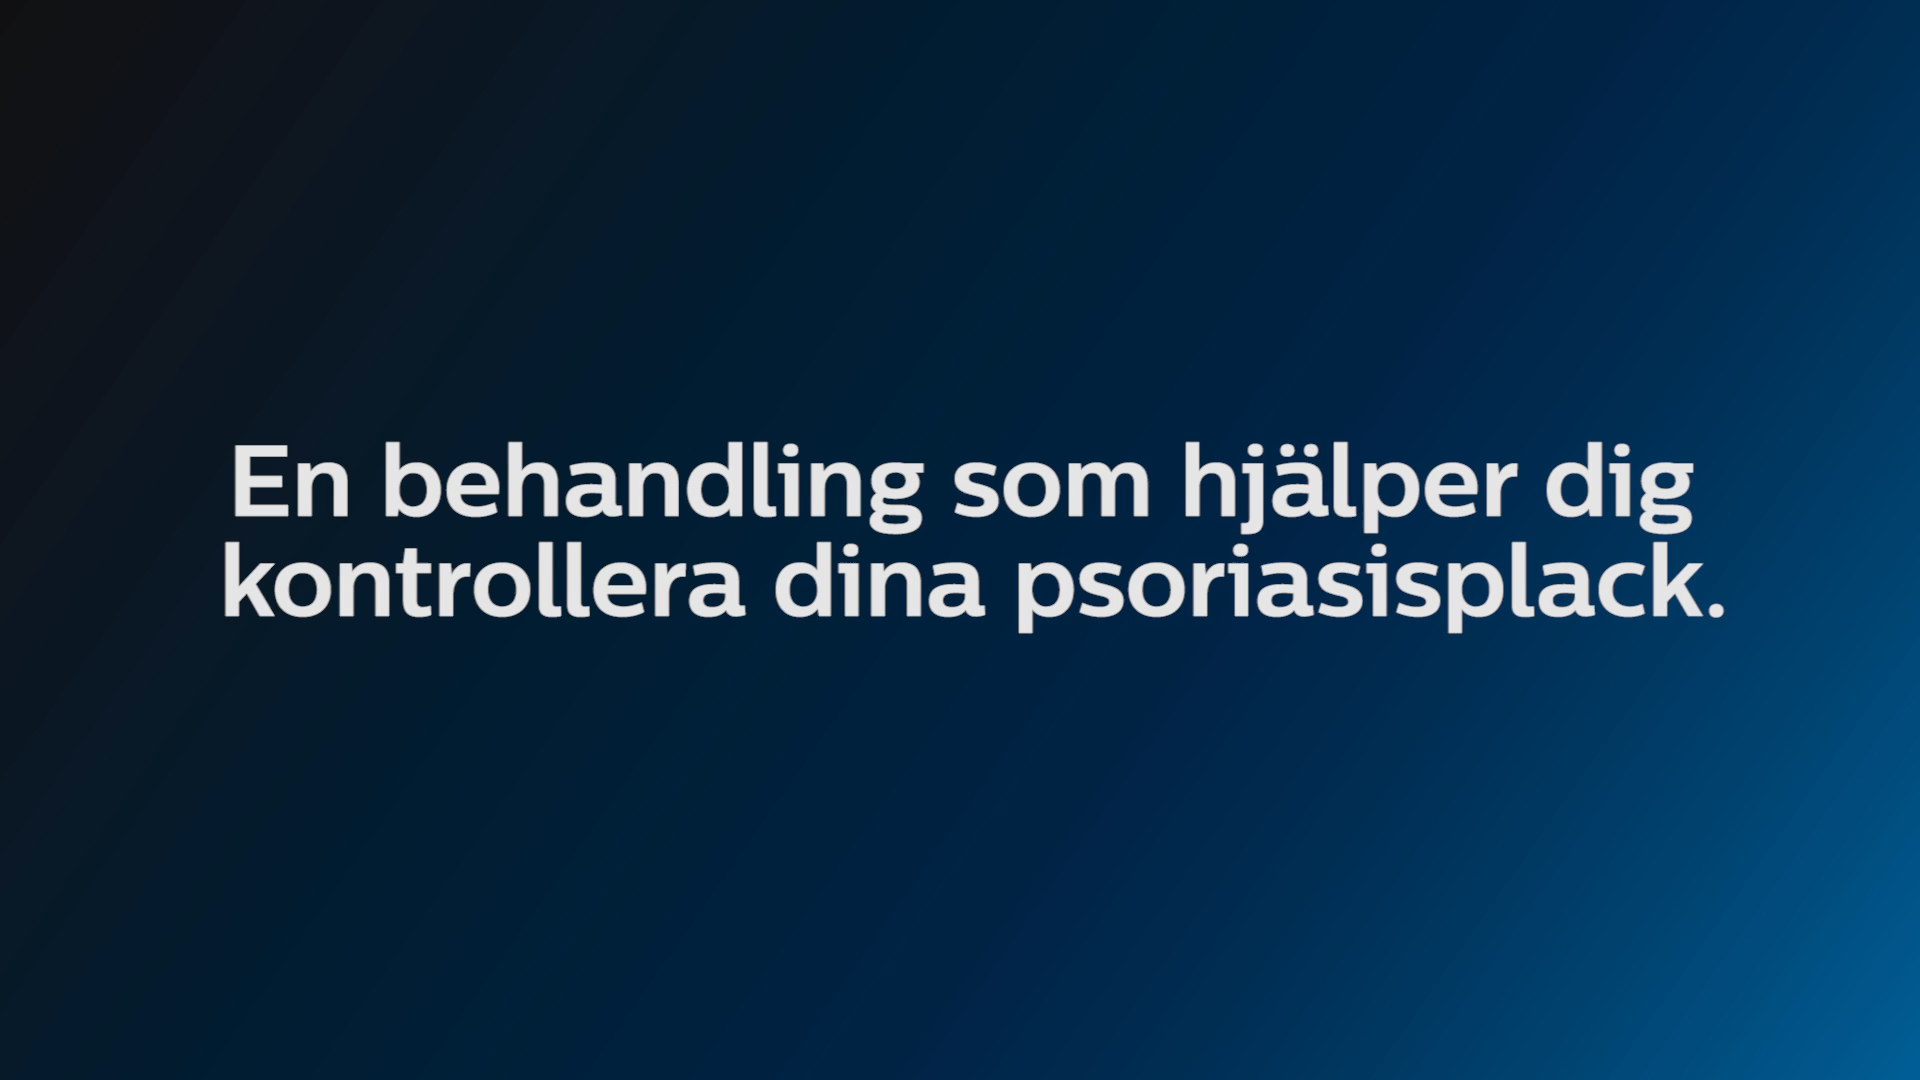 En behandling som hjälper dig
kontrollera dina psoriasisplack.